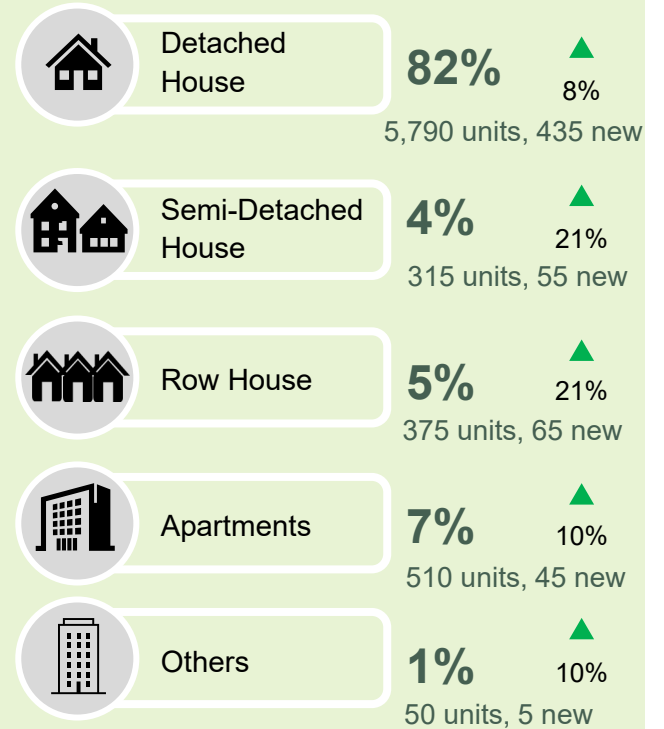 Detached
House
82%
8%
5,790 units, 435 new
Semi-Detached
House
4%
21%
315 units, 55 new
Row House
5%
21%
375 units, 65 new
Apartments
7%
10%
510 units, 45 new
Others
1%
10%
50 units, 5 new